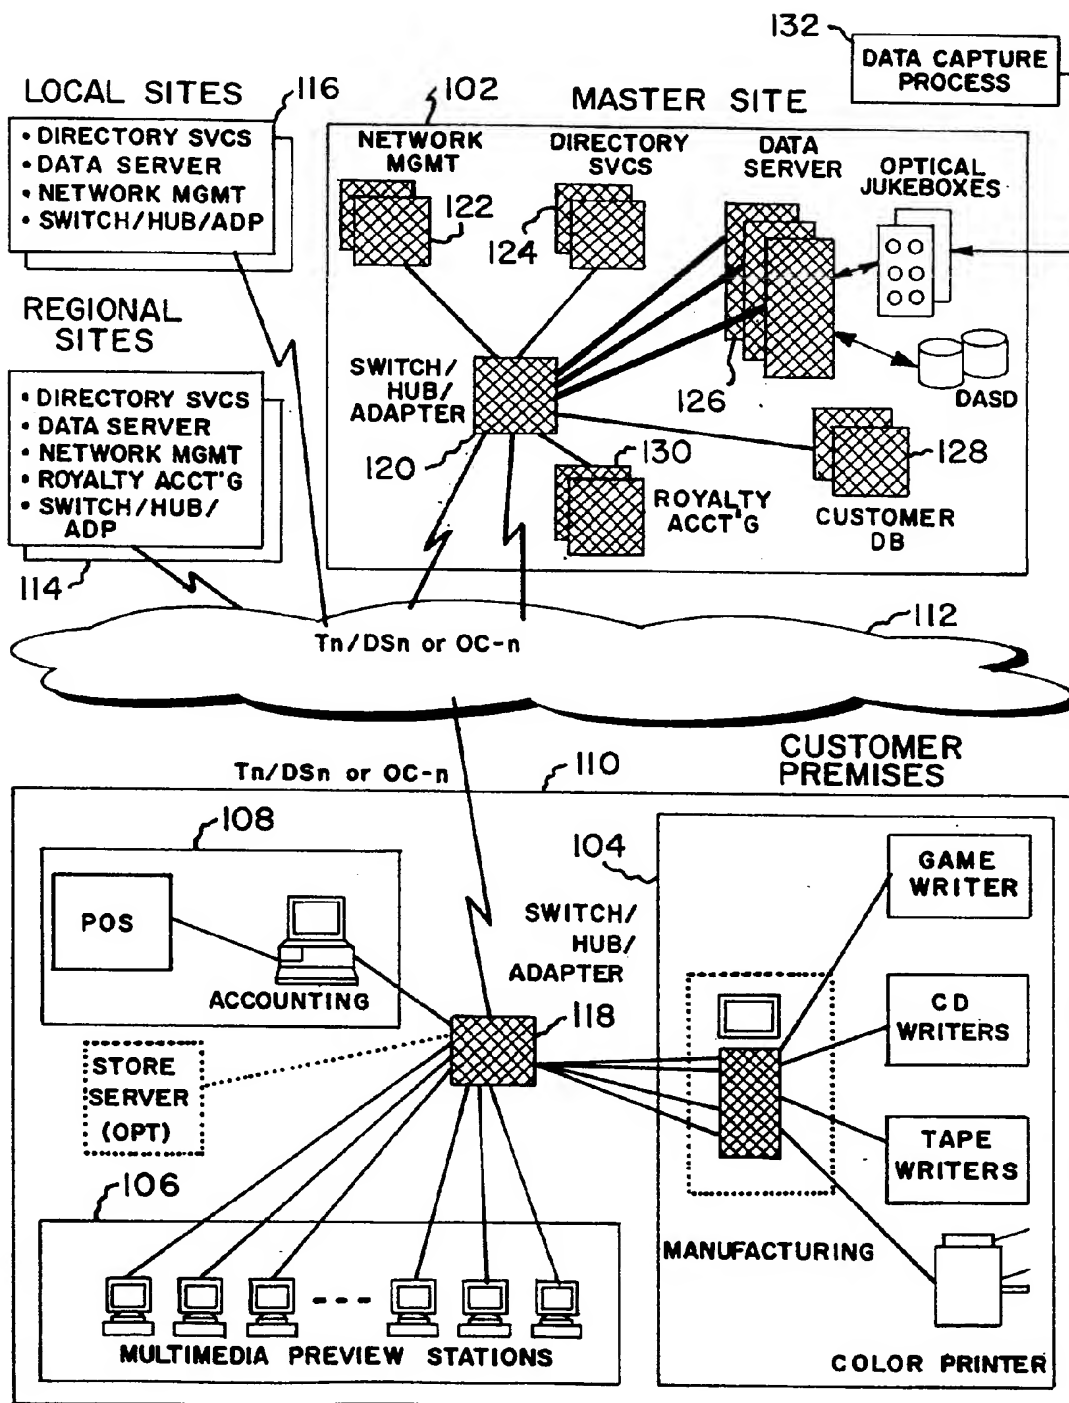 132
DATA CAPTURE
PROCESS
LOCAL SITES
116
• DIRECTORY SVCS
• DATA SERVER
• NETWORK MGMT
• SWITCH/HUB/ADP
102
MASTER SITE
NETWORK
MGMT
DIRECTORY
SVCS
DATA
SERVER
OPTICAL
JUKEBOXES
122
124
REGIONAL
SITES
• DIRECTORY SVCS
• DATA SERVER
• NETWORK MGMT
• ROYALTY ACCT'G
• SWITCH/HUB/
ADP
114
SWITCH/
HUB/
ADAPTER
120
126
DASD
128
CUSTOMER
DB
130
ROYALTY
ACCT'G
112
Tn/DSn or OC-n
Tn/DSn or OC-n
110
CUSTOMER
PREMISES
108
POS
ACCOUNTING
STORE
SERVER
(OPT)
SWITCH/
HUB/
ADAPTER
118
104
GAME
WRITER
CD
WRITERS
TAPE
WRITERS
MANUFACTURING
COLOR PRINTER
106
MULTIMEDIA PREVIEW STATIONS